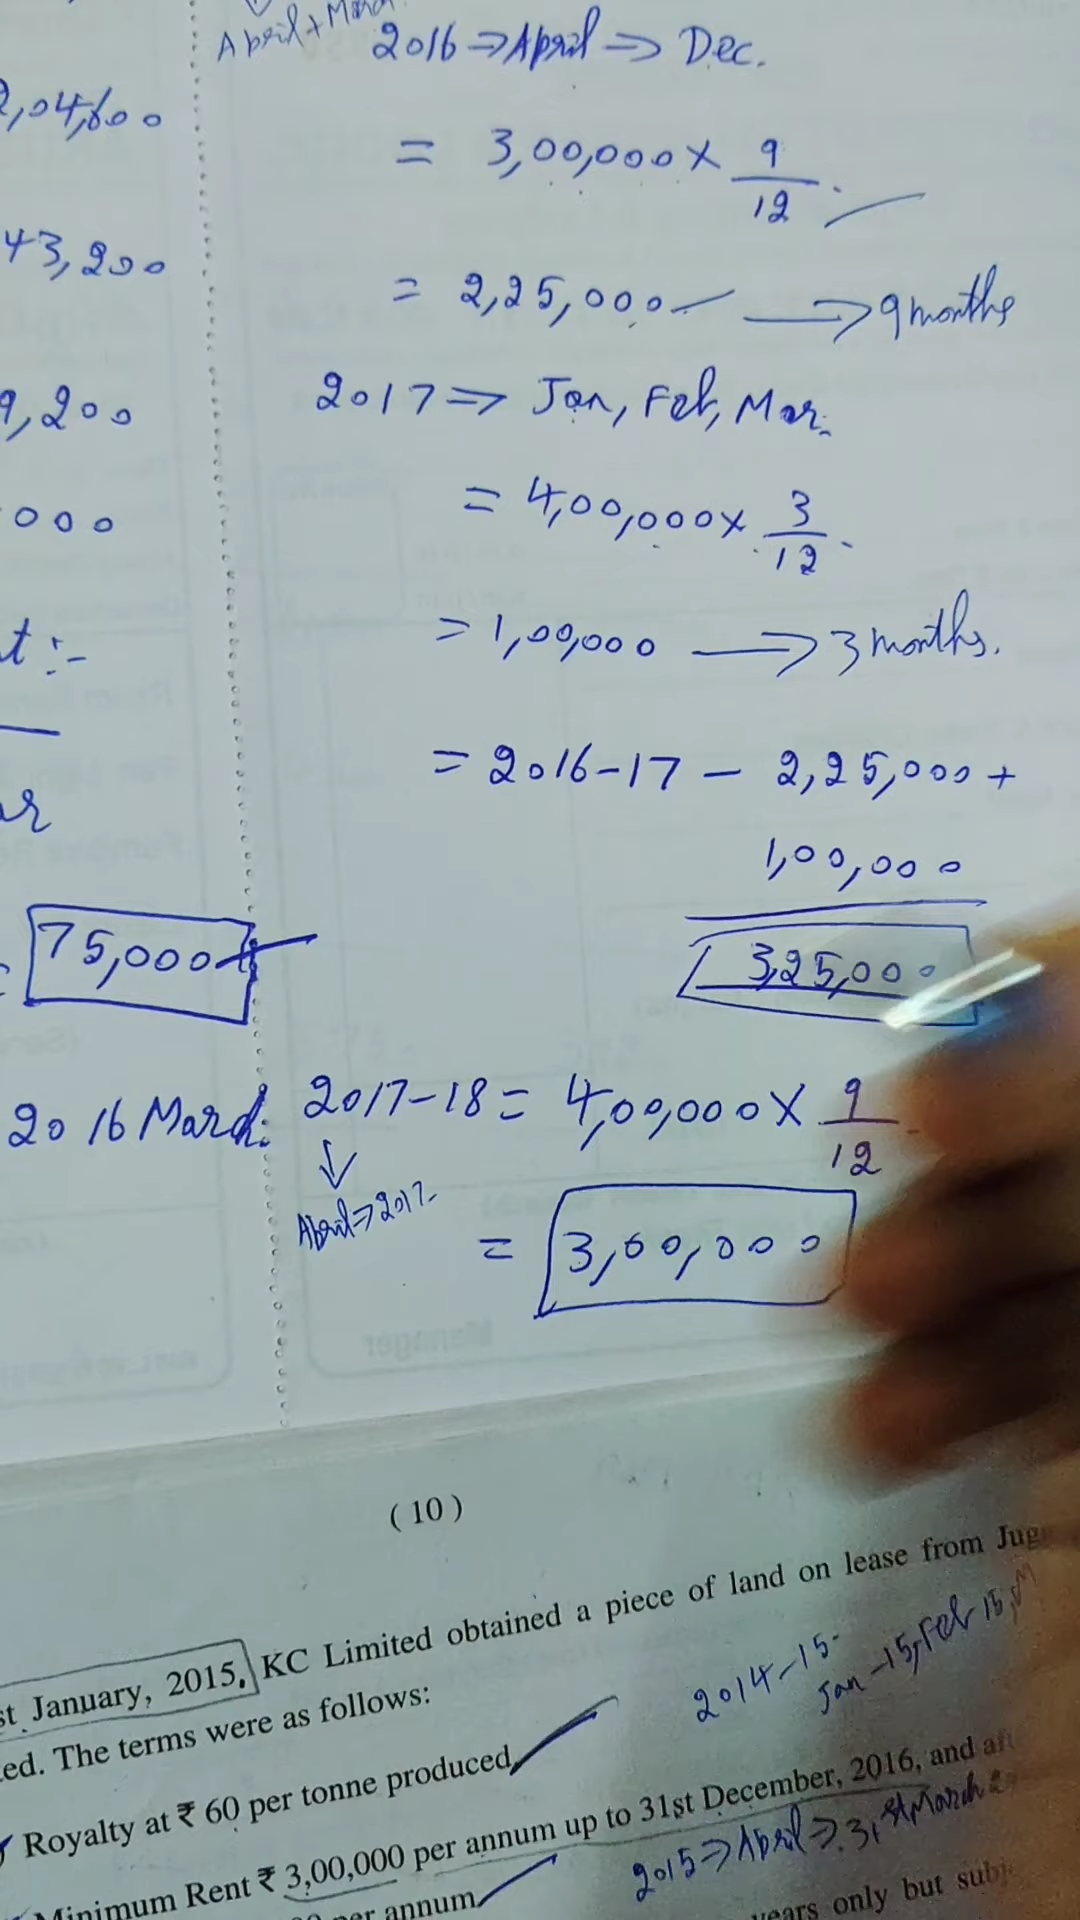 April + March
2016 ⇒ April ⇒ Dec.
= 3,00,000 × 9/12
= 2,25,000 → 9 months
2017 ⇒ Jan, Feb, Mar.
= 4,00,000 × 3/12
= 1,00,000 → 3 months.
= 2016-17 - 2,25,000 +
1,00,000
3,25,000
2017-18 = 4,00,000 × 9/12
April ⇒ 2017
= 3,00,000
2,04,600
43,200
9,200
000
t :-
ar
75,000
2016 March
(10)
st January, 2015, KC Limited obtained a piece of land on lease from
ed. The terms were as follows:
2014-15
Jan-15, Feb 15,
Royalty at ₹ 60 per tonne produced
Minimum Rent ₹ 3,00,000 per annum up to 31st December, 2016, and
2015 ⇒ April ⇒ 31st March
per annum
years only but